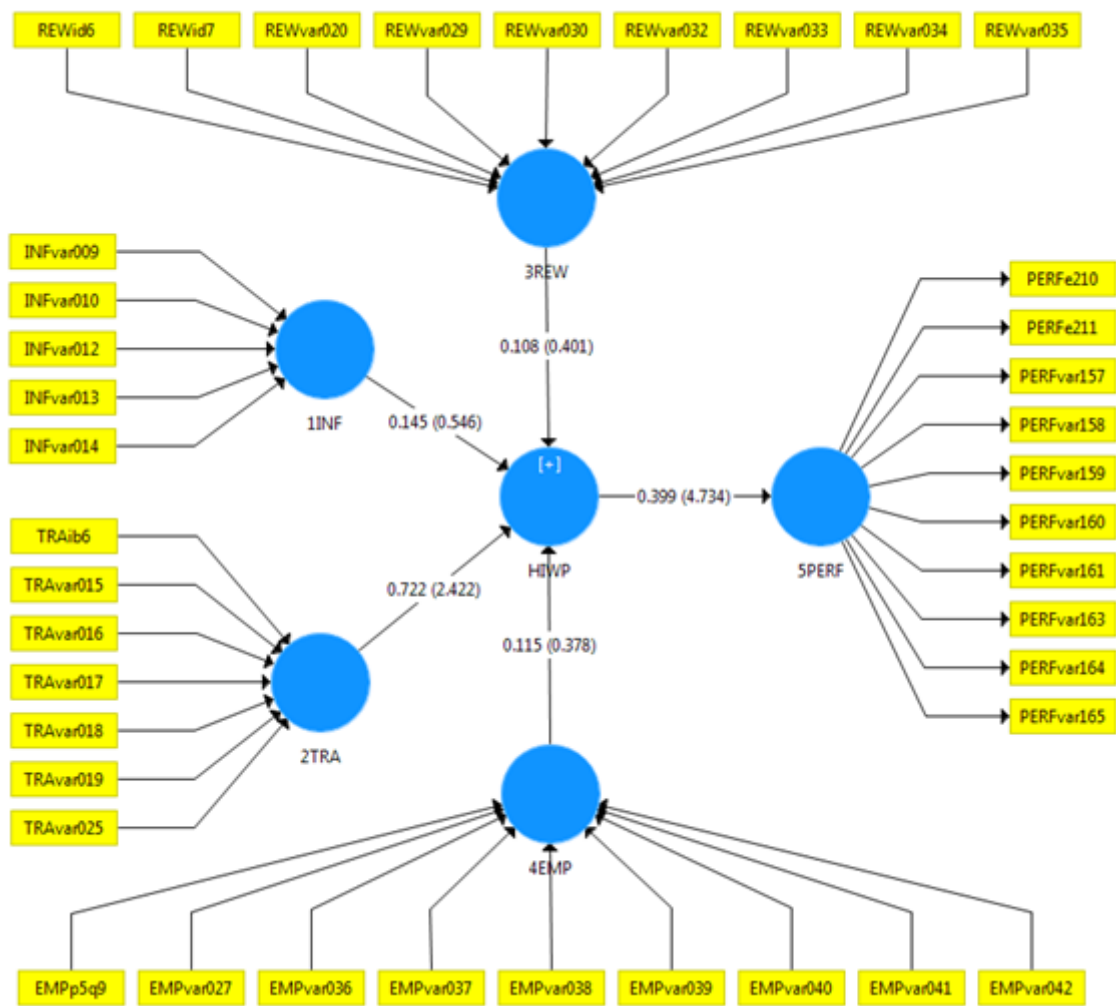 REWid6
REWid7
REWvar020
REWvar029
REWvar030
REWvar032
REWvar033
REWvar034
REWvar035
3REW
0.108 (0.401)
INFvar009
INFvar010
INFvar012
INFvar013
INFvar014
1INF
0.145 (0.546)
[+]
HIWP
0.399 (4.734)
5PERF
PERFe210
PERFe211
PERFvar157
PERFvar158
PERFvar159
PERFvar160
PERFvar161
PERFvar163
PERFvar164
PERFvar165
TRAib6
TRAvar015
TRAvar016
TRAvar017
TRAvar018
TRAvar019
TRAvar025
2TRA
0.722 (2.422)
0.115 (0.378)
4EMP
EMPp5q9
EMPvar027
EMPvar036
EMPvar037
EMPvar038
EMPvar039
EMPvar040
EMPvar041
EMPvar042